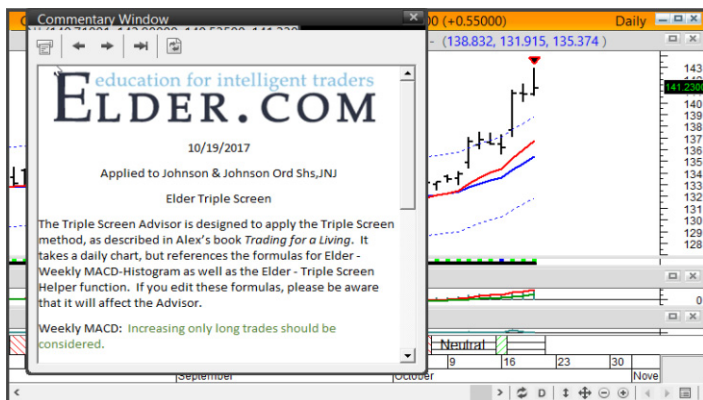 Commentary Window
00 (+0.55000)
Daily
- (138.832, 131.915, 135.374 )
education for intelligent traders
ELDER.COM
10/19/2017
Applied to Johnson & Johnson Ord Shs,JNJ
Elder Triple Screen
The Triple Screen Advisor is designed to apply the Triple Screen
method, as described in Alex's book Trading for a Living. It
takes a daily chart, but references the formulas for Elder -
Weekly MACD-Histogram as well as the Elder - Triple Screen
Helper function. If you edit these formulas, please be aware
that it will affect the Advisor.
Weekly MACD: Increasing only long trades should be
considered.
143
141.2300
140
139
138
137
136
135
134
133
132
131
130
129
128
0
Neutral
9
16
23
30
September
October
Nove
D